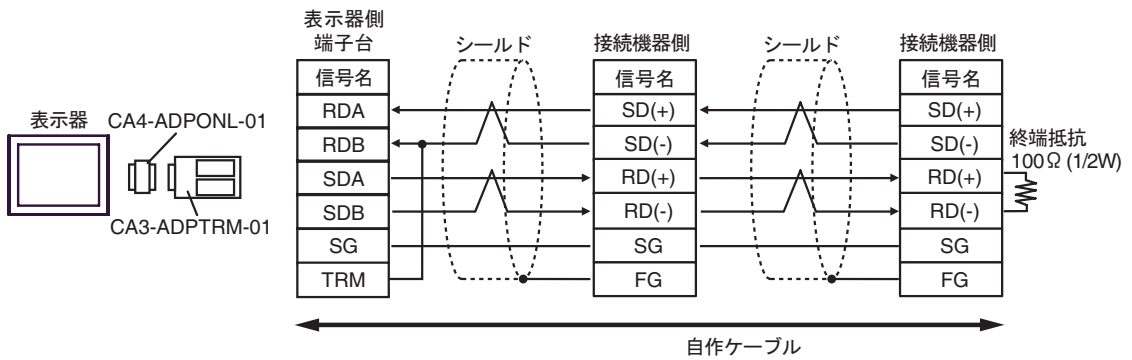 表示器
CA4-ADPONL-01
CA3-ADPTRM-01
表示器側
端子台
信号名
RDA
RDB
SDA
SDB
SG
TRM
シールド
接続機器側
信号名
SD(+)
SD(-)
RD(+)
RD(-)
SG
FG
シールド
接続機器側
信号名
SD(+)
SD(-)
RD(+)
RD(-)
SG
FG
終端抵抗
100Ω (1/2W)
自作ケーブル